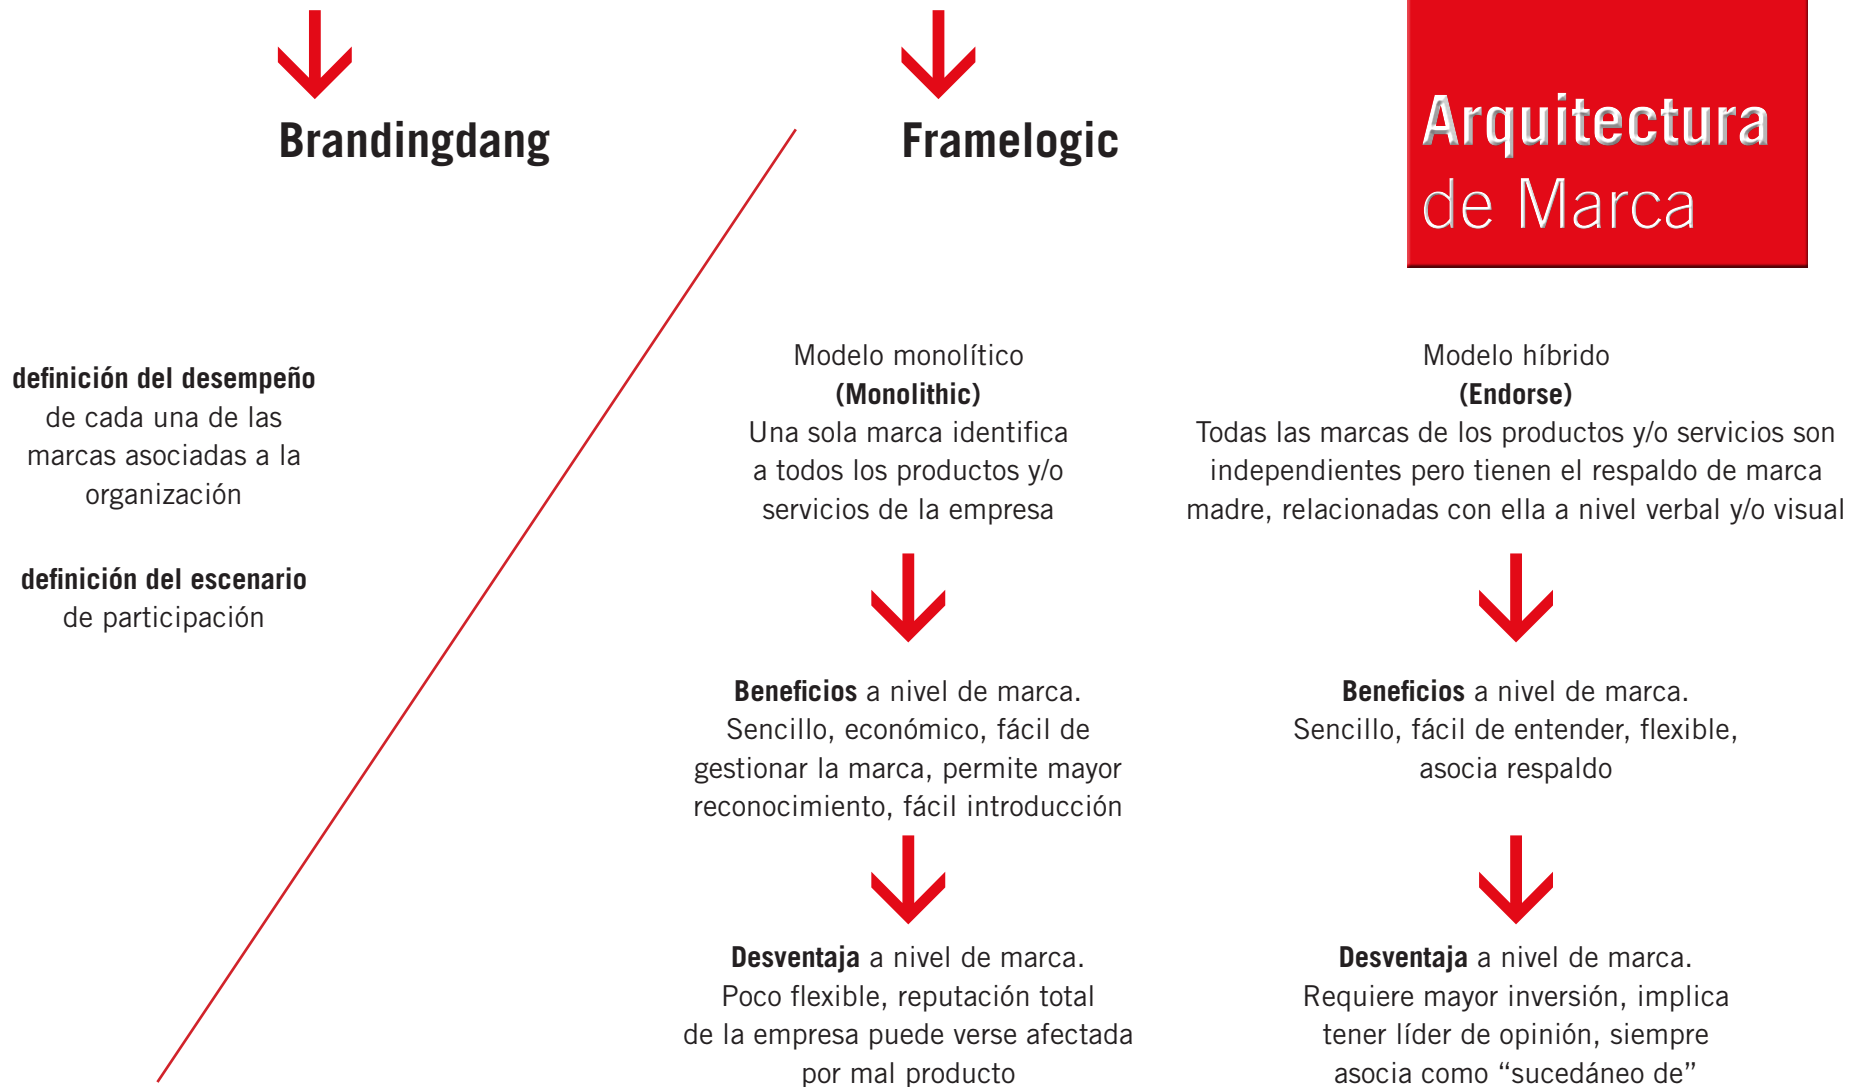 Brandingdang
Framelogic
Arquitectura
de Marca
definición del desempeño
de cada una de las
marcas asociadas a la
organización
definición del escenario
de participación
Modelo monolítico
(Monolithic)
Una sola marca identifica
a todos los productos y/o
servicios de la empresa
Beneficios a nivel de marca.
Sencillo, económico, fácil de
gestionar la marca, permite mayor
reconocimiento, fácil introducción
Desventaja a nivel de marca.
Poco flexible, reputación total
de la empresa puede verse afectada
por mal producto
Modelo híbrido
(Endorse)
Todas las marcas de los productos y/o servicios son
independientes pero tienen el respaldo de marca
madre, relacionadas con ella a nivel verbal y/o visual
Beneficios a nivel de marca.
Sencillo, fácil de entender, flexible,
asocia respaldo
Desventaja a nivel de marca.
Requiere mayor inversión, implica
tener líder de opinión, siempre
asocia como “sucedáneo de”